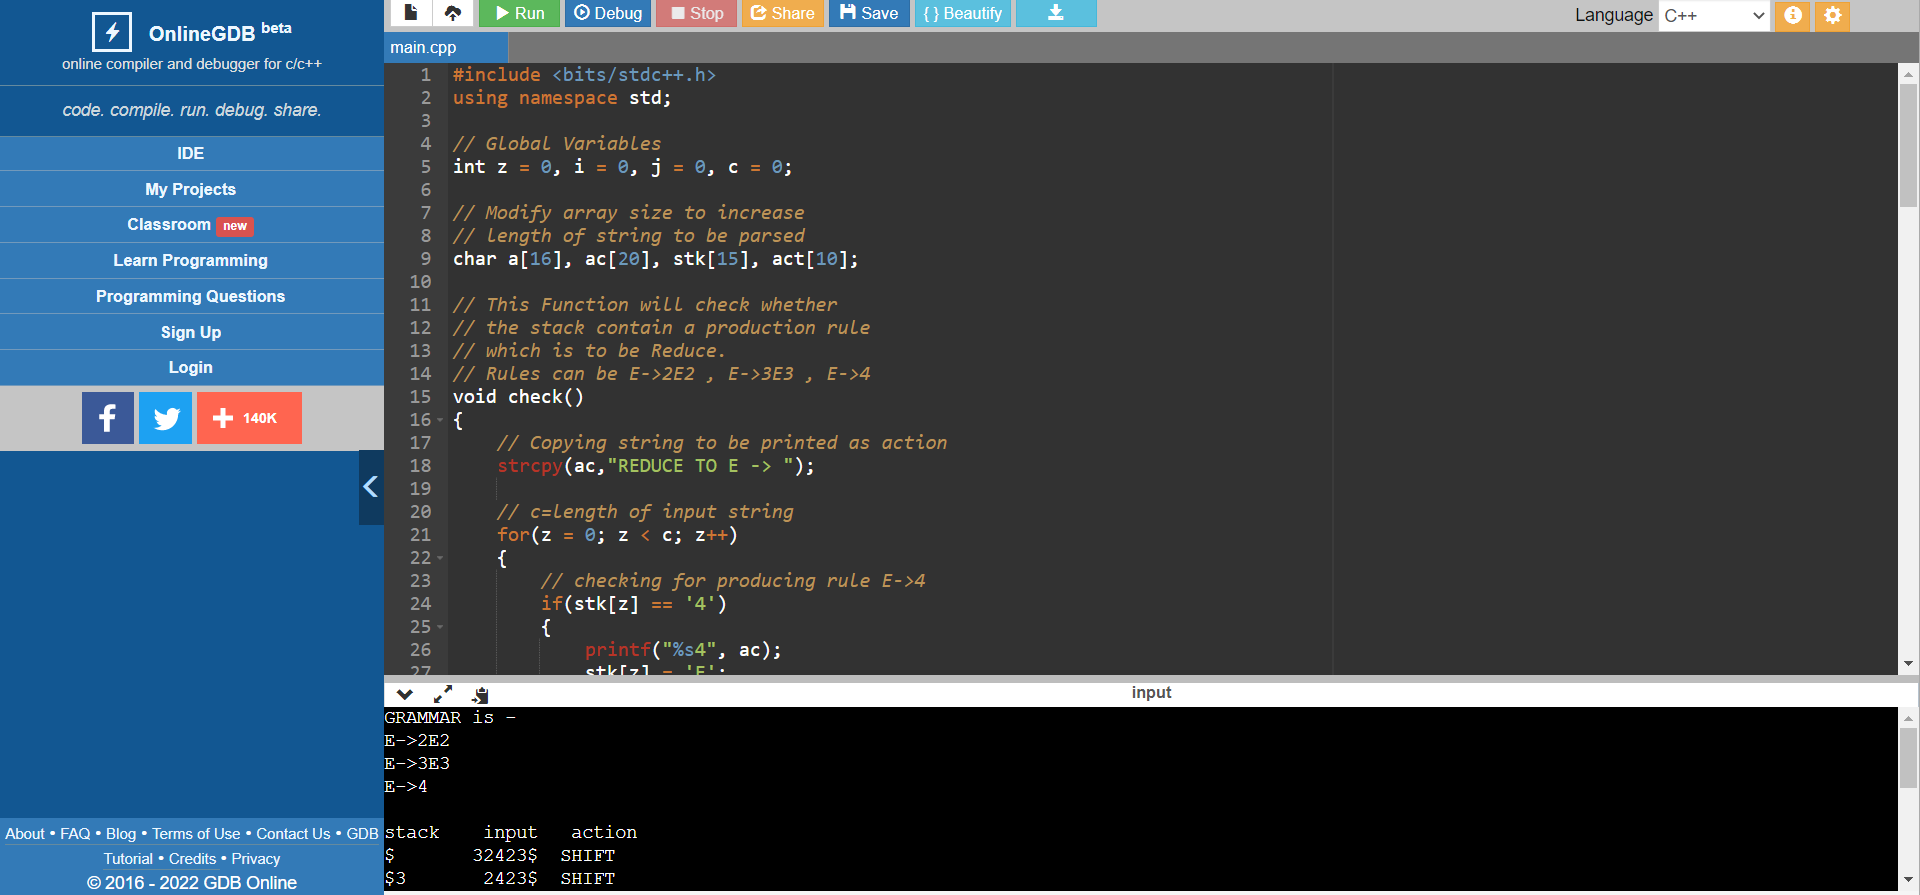 OnlineGDB beta
online compiler and debugger for c/c++
code. compile. run. debug. share.
IDE
My Projects
Classroom new
Learn Programming
Programming Questions
Sign Up
Login
140K
About • FAQ • Blog • Terms of Use • Contact Us • GDB
Tutorial • Credits • Privacy
© 2016 - 2022 GDB Online
Run Debug Stop Share Save { } Beautify
Language C++
main.cpp
1 #include <bits/stdc++.h>
2 using namespace std;
3
4 // Global Variables
5 int z = 0, i = 0, j = 0, c = 0;
6
7 // Modify array size to increase
8 // length of string to be parsed
9 char a[16], ac[20], stk[15], act[10];
10
11 // This Function will check whether
12 // the stack contain a production rule
13 // which is to be Reduce.
14 // Rules can be E->2E2 , E->3E3 , E->4
15 void check()
16 {
17 // Copying string to be printed as action
18 strcpy(ac,"REDUCE TO E -> ");
19
20 // c=length of input string
21 for(z = 0; z < c; z++)
22 {
23 // checking for producing rule E->4
24 if(stk[z] == '4')
25 {
26 printf("%s4", ac);
27 stk[z] = 'E';
input
GRAMMAR is -
E->2E2
E->3E3
E->4
stack input action
$ 32423$ SHIFT
$3 2423$ SHIFT